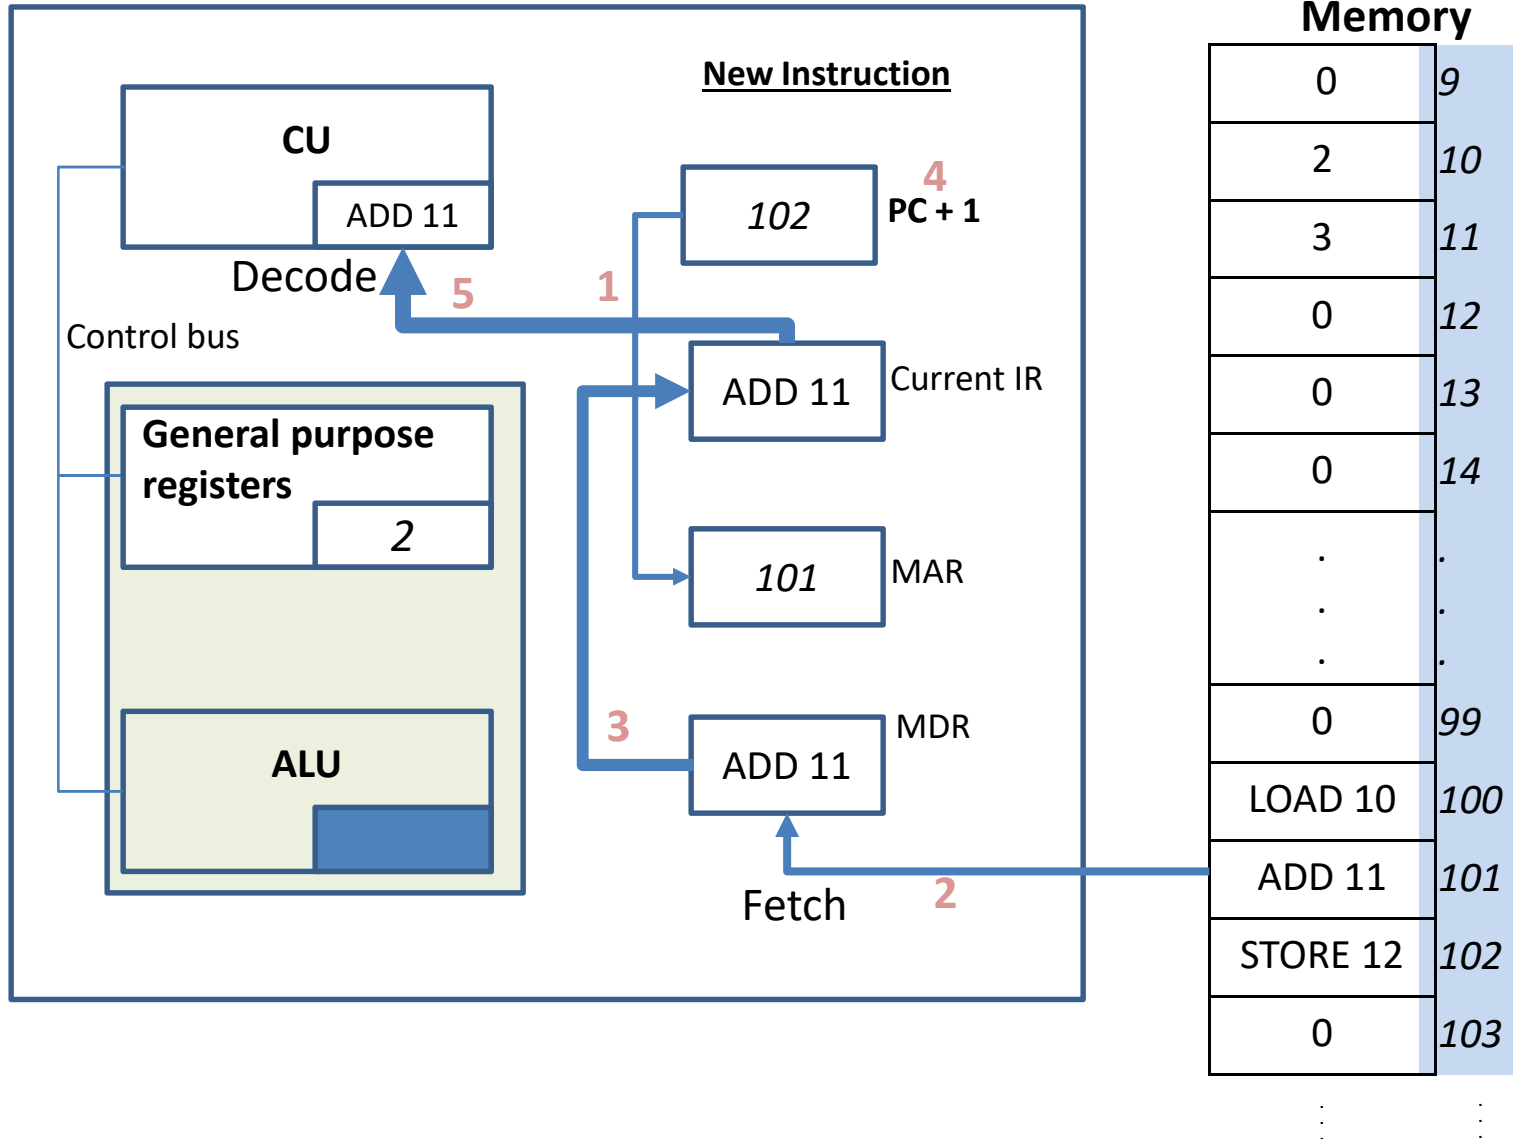 Memory
New Instruction
CU
ADD 11
Decode
5
1
102
4
PC + 1
Control bus
ADD 11
Current IR
General purpose
registers
2
101
MAR
3
ADD 11
MDR
ALU
Fetch
2
0 9
2 10
3 11
0 12
0 13
0 14
. .
. .
. .
0 99
LOAD 10 100
ADD 11 101
STORE 12 102
0 103
. .
. .
. .